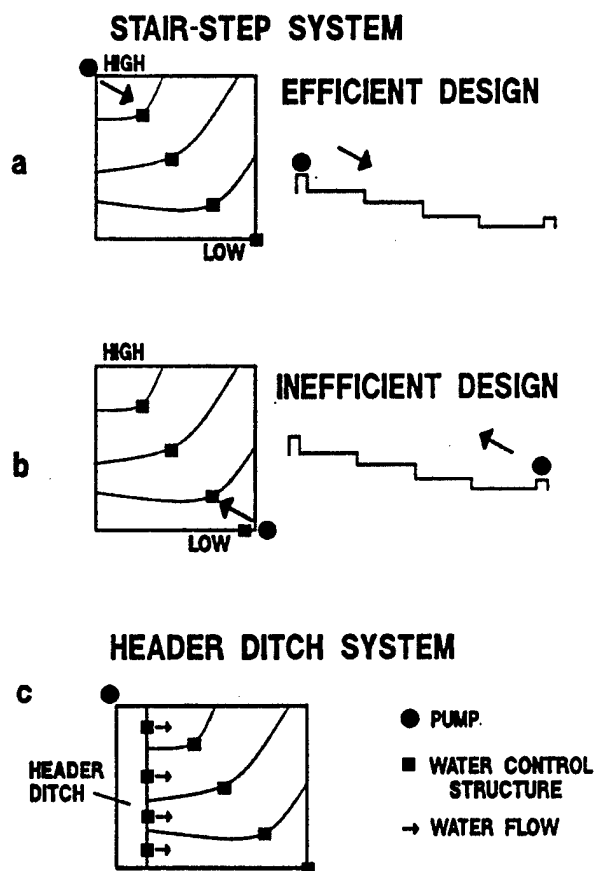 STAIR-STEP SYSTEM
HIGH
EFFICIENT DESIGN
a
LOW
HIGH
INEFFICIENT DESIGN
b
LOW
HEADER DITCH SYSTEM
c
HEADER
DITCH
PUMP
WATER CONTROL
STRUCTURE
WATER FLOW